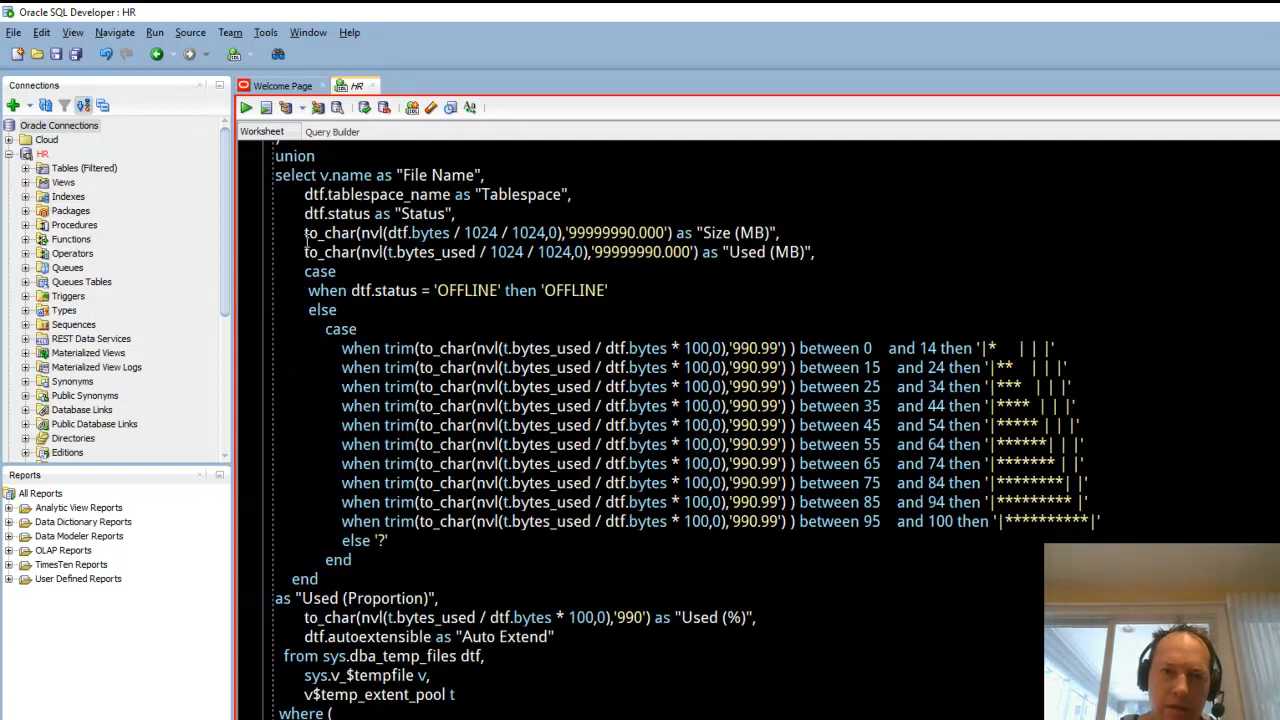 Oracle SQL Developer : HR
File Edit View Navigate Run Source Team Tools Window Help
Connections
Welcome Page
HR
Worksheet
Query Builder
Oracle Connections
Cloud
HR
Tables (Filtered)
Views
Indexes
Packages
Procedures
Functions
Operators
Queues
Queues Tables
Triggers
Types
Sequences
REST Data Services
Materialized Views
Materialized View Logs
Synonyms
Public Synonyms
Database Links
Public Database Links
Directories
Editions
Reports
All Reports
Analytic View Reports
Data Dictionary Reports
Data Modeler Reports
OLAP Reports
TimesTen Reports
User Defined Reports
union
select v.name as "File Name",
dtf.tablespace_name as "Tablespace",
dtf.status as "Status",
to_char(nvl(dtf.bytes / 1024 / 1024,0),'99999990.000') as "Size (MB)",
to_char(nvl(t.bytes_used / 1024 / 1024,0),'99999990.000') as "Used (MB)",
case
when dtf.status = 'OFFLINE' then 'OFFLINE'
else
case
when trim(to_char(nvl(t.bytes_used / dtf.bytes * 100,0),'990.99') ) between 0 and 14 then '|* | | |'
when trim(to_char(nvl(t.bytes_used / dtf.bytes * 100,0),'990.99') ) between 15 and 24 then '|** | | |'
when trim(to_char(nvl(t.bytes_used / dtf.bytes * 100,0),'990.99') ) between 25 and 34 then '|*** | | |'
when trim(to_char(nvl(t.bytes_used / dtf.bytes * 100,0),'990.99') ) between 35 and 44 then '|**** | | |'
when trim(to_char(nvl(t.bytes_used / dtf.bytes * 100,0),'990.99') ) between 45 and 54 then '|***** | | |'
when trim(to_char(nvl(t.bytes_used / dtf.bytes * 100,0),'990.99') ) between 55 and 64 then '|******| | |'
when trim(to_char(nvl(t.bytes_used / dtf.bytes * 100,0),'990.99') ) between 65 and 74 then '|******* | |'
when trim(to_char(nvl(t.bytes_used / dtf.bytes * 100,0),'990.99') ) between 75 and 84 then '|********| |'
when trim(to_char(nvl(t.bytes_used / dtf.bytes * 100,0),'990.99') ) between 85 and 94 then '|********* |'
when trim(to_char(nvl(t.bytes_used / dtf.bytes * 100,0),'990.99') ) between 95 and 100 then '|**********|'
else '?'
end
end
as "Used (Proportion)",
to_char(nvl(t.bytes_used / dtf.bytes * 100,0),'990') as "Used (%)",
dtf.autoextensible as "Auto Extend"
from sys.dba_temp_files dtf,
sys.v_$tempfile v,
v$temp_extent_pool t
where (